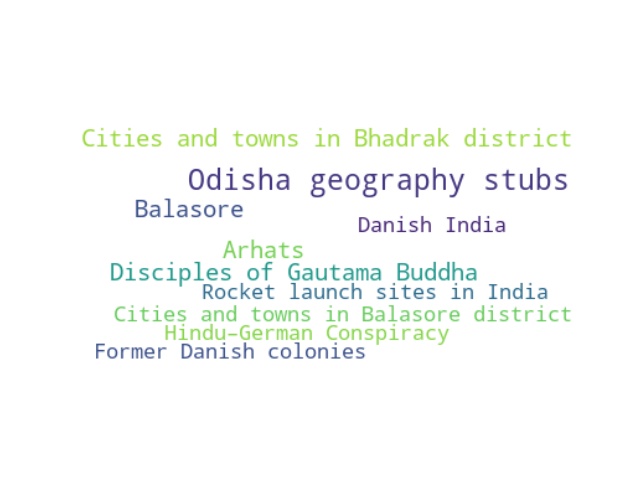 Cities and towns in Bhadrak district
Odisha geography stubs
Balasore
Danish India
Arhats
Disciples of Gautama Buddha
Rocket launch sites in India
Cities and towns in Balasore district
Hindu–German Conspiracy
Former Danish colonies